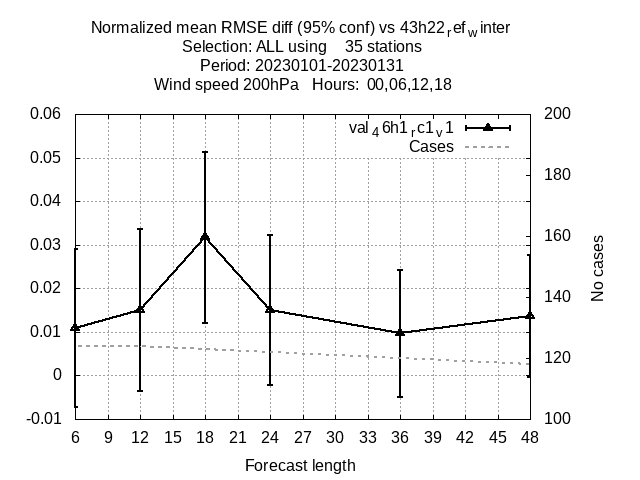 Normalized mean RMSE diff (95% conf) vs 43h22refwinter
Selection: ALL using    35 stations
Period: 20230101-20230131
Wind speed 200hPa   Hours:  00,06,12,18
val46h1rc1v1
Cases
0.06
0.05
0.04
0.03
0.02
0.01
0
-0.01
200
180
160
140
120
100
No cases
6 9 12 15 18 21 24 27 30 33 36 39 42 45 48
Forecast length